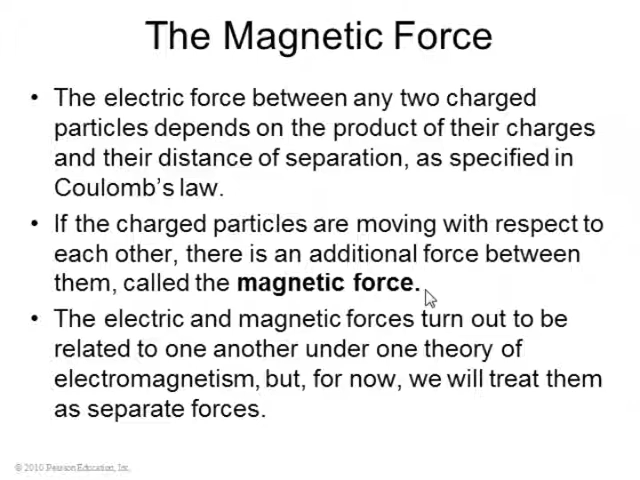 The Magnetic Force
• The electric force between any two charged
particles depends on the product of their charges
and their distance of separation, as specified in
Coulomb's law.
• If the charged particles are moving with respect to
each other, there is an additional force between
them, called the magnetic force.
• The electric and magnetic forces turn out to be
related to one another under one theory of
electromagnetism, but, for now, we will treat them
as separate forces.
© 2010 Pearson Education, Inc.